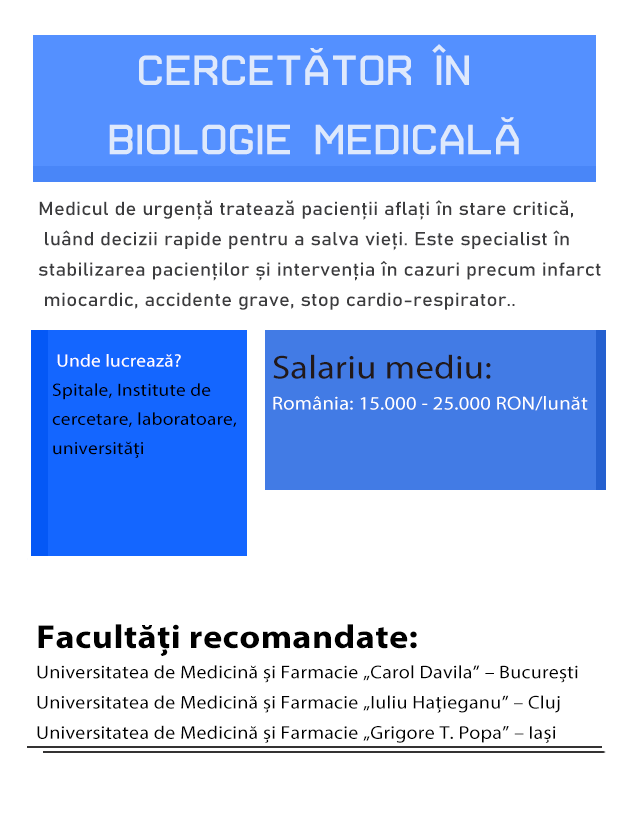 CERCETĂTOR ÎN
BIOLOGIE MEDICALĂ
Medicul de urgență tratează pacienții aflați în stare critică,
luând decizii rapide pentru a salva vieți. Este specialist în
stabilizarea pacienților și intervenția în cazuri precum infarct
miocardic, accidente grave, stop cardio-respirator..
Unde lucrează?
Spitale, Institute de
cercetare, laboratoare,
universități
Salariu mediu:
România: 15.000 - 25.000 RON/lunăt
Facultăți recomandate:
Universitatea de Medicină și Farmacie „Carol Davila” – București
Universitatea de Medicină și Farmacie „Iuliu Hațieganu” – Cluj
Universitatea de Medicină și Farmacie „Grigore T. Popa” – Iași